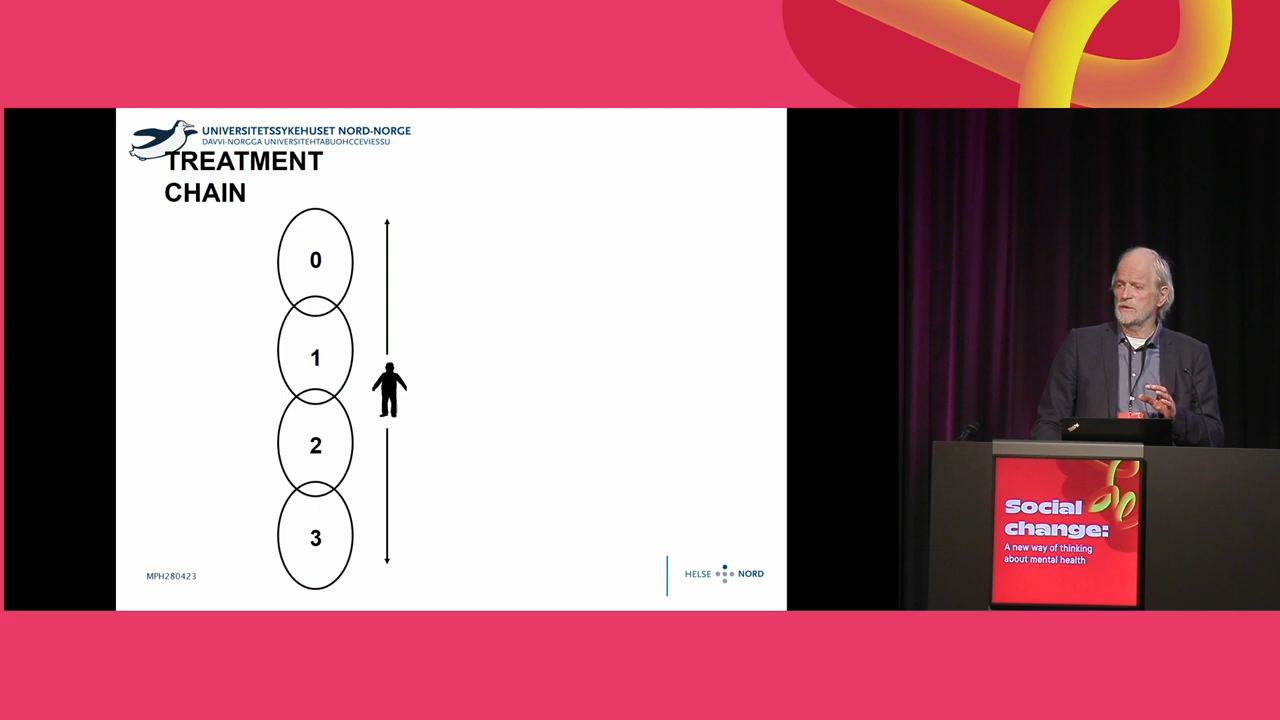 UNIVERSITETSSYKEHUSET NORD-NORGE
DAVVI-NORGGA UNIVERSITEHTABUOHCCEVIESSU
TREATMENT
CHAIN
0
1
2
3
MPH280423
HELSE NORD
Social
change:
A new way of thinking
about mental health